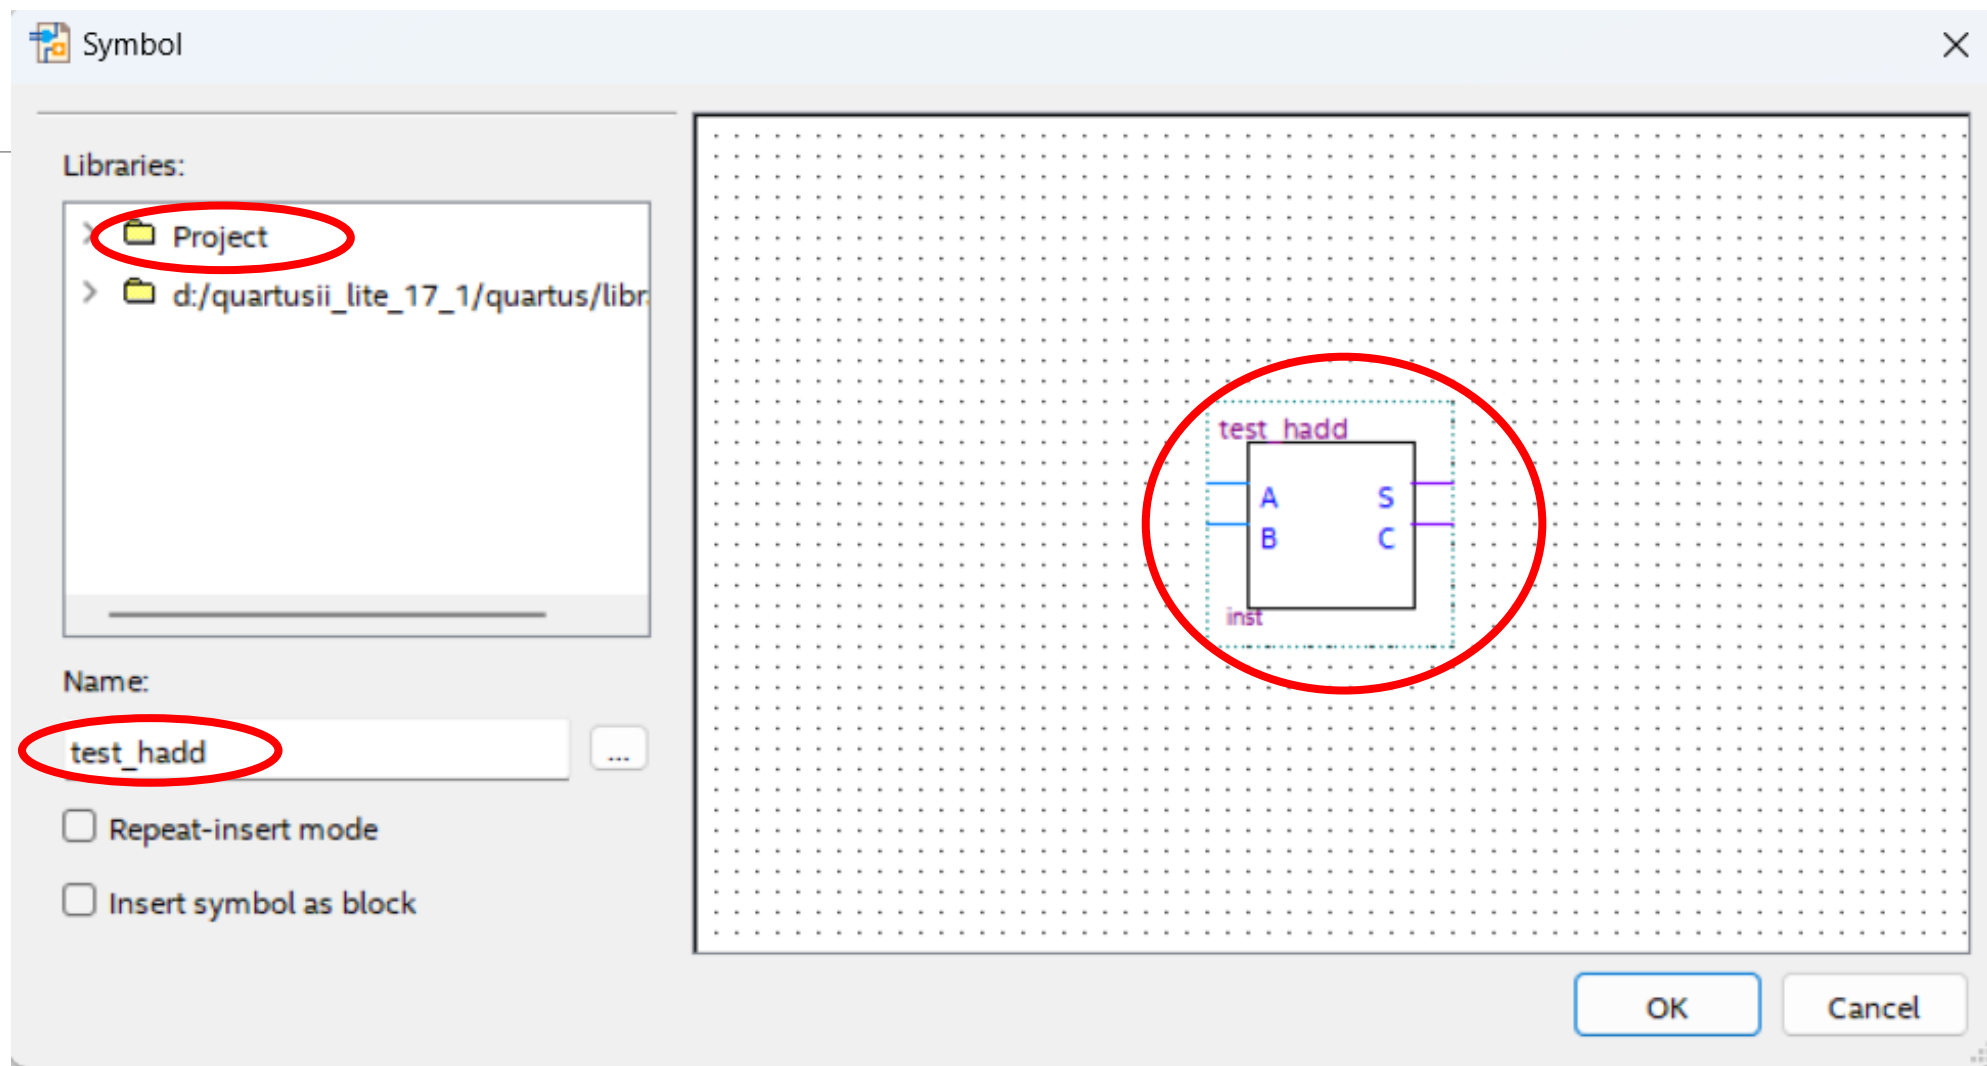 Symbol
Libraries:
Project
d:/quartusii_lite_17_1/quartus/libr
Name:
test_hadd
...
Repeat-insert mode
Insert symbol as block
test_hadd
A S
B C
inst
OK Cancel